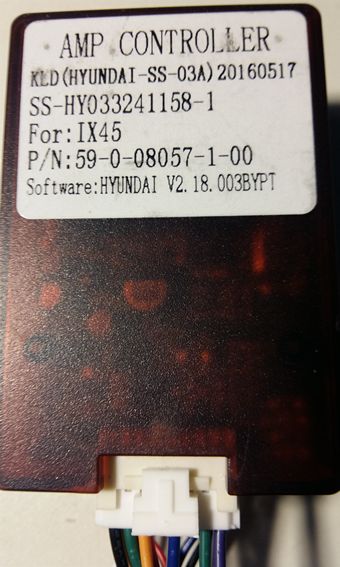 AMP CONTROLLER
KLD(HYUNDAI-SS-03A)20160517
SS-HY033241158-1
For:IX45
P/N:59-0-08057-1-00
Software:HYUNDAI V2.18.003BYPT